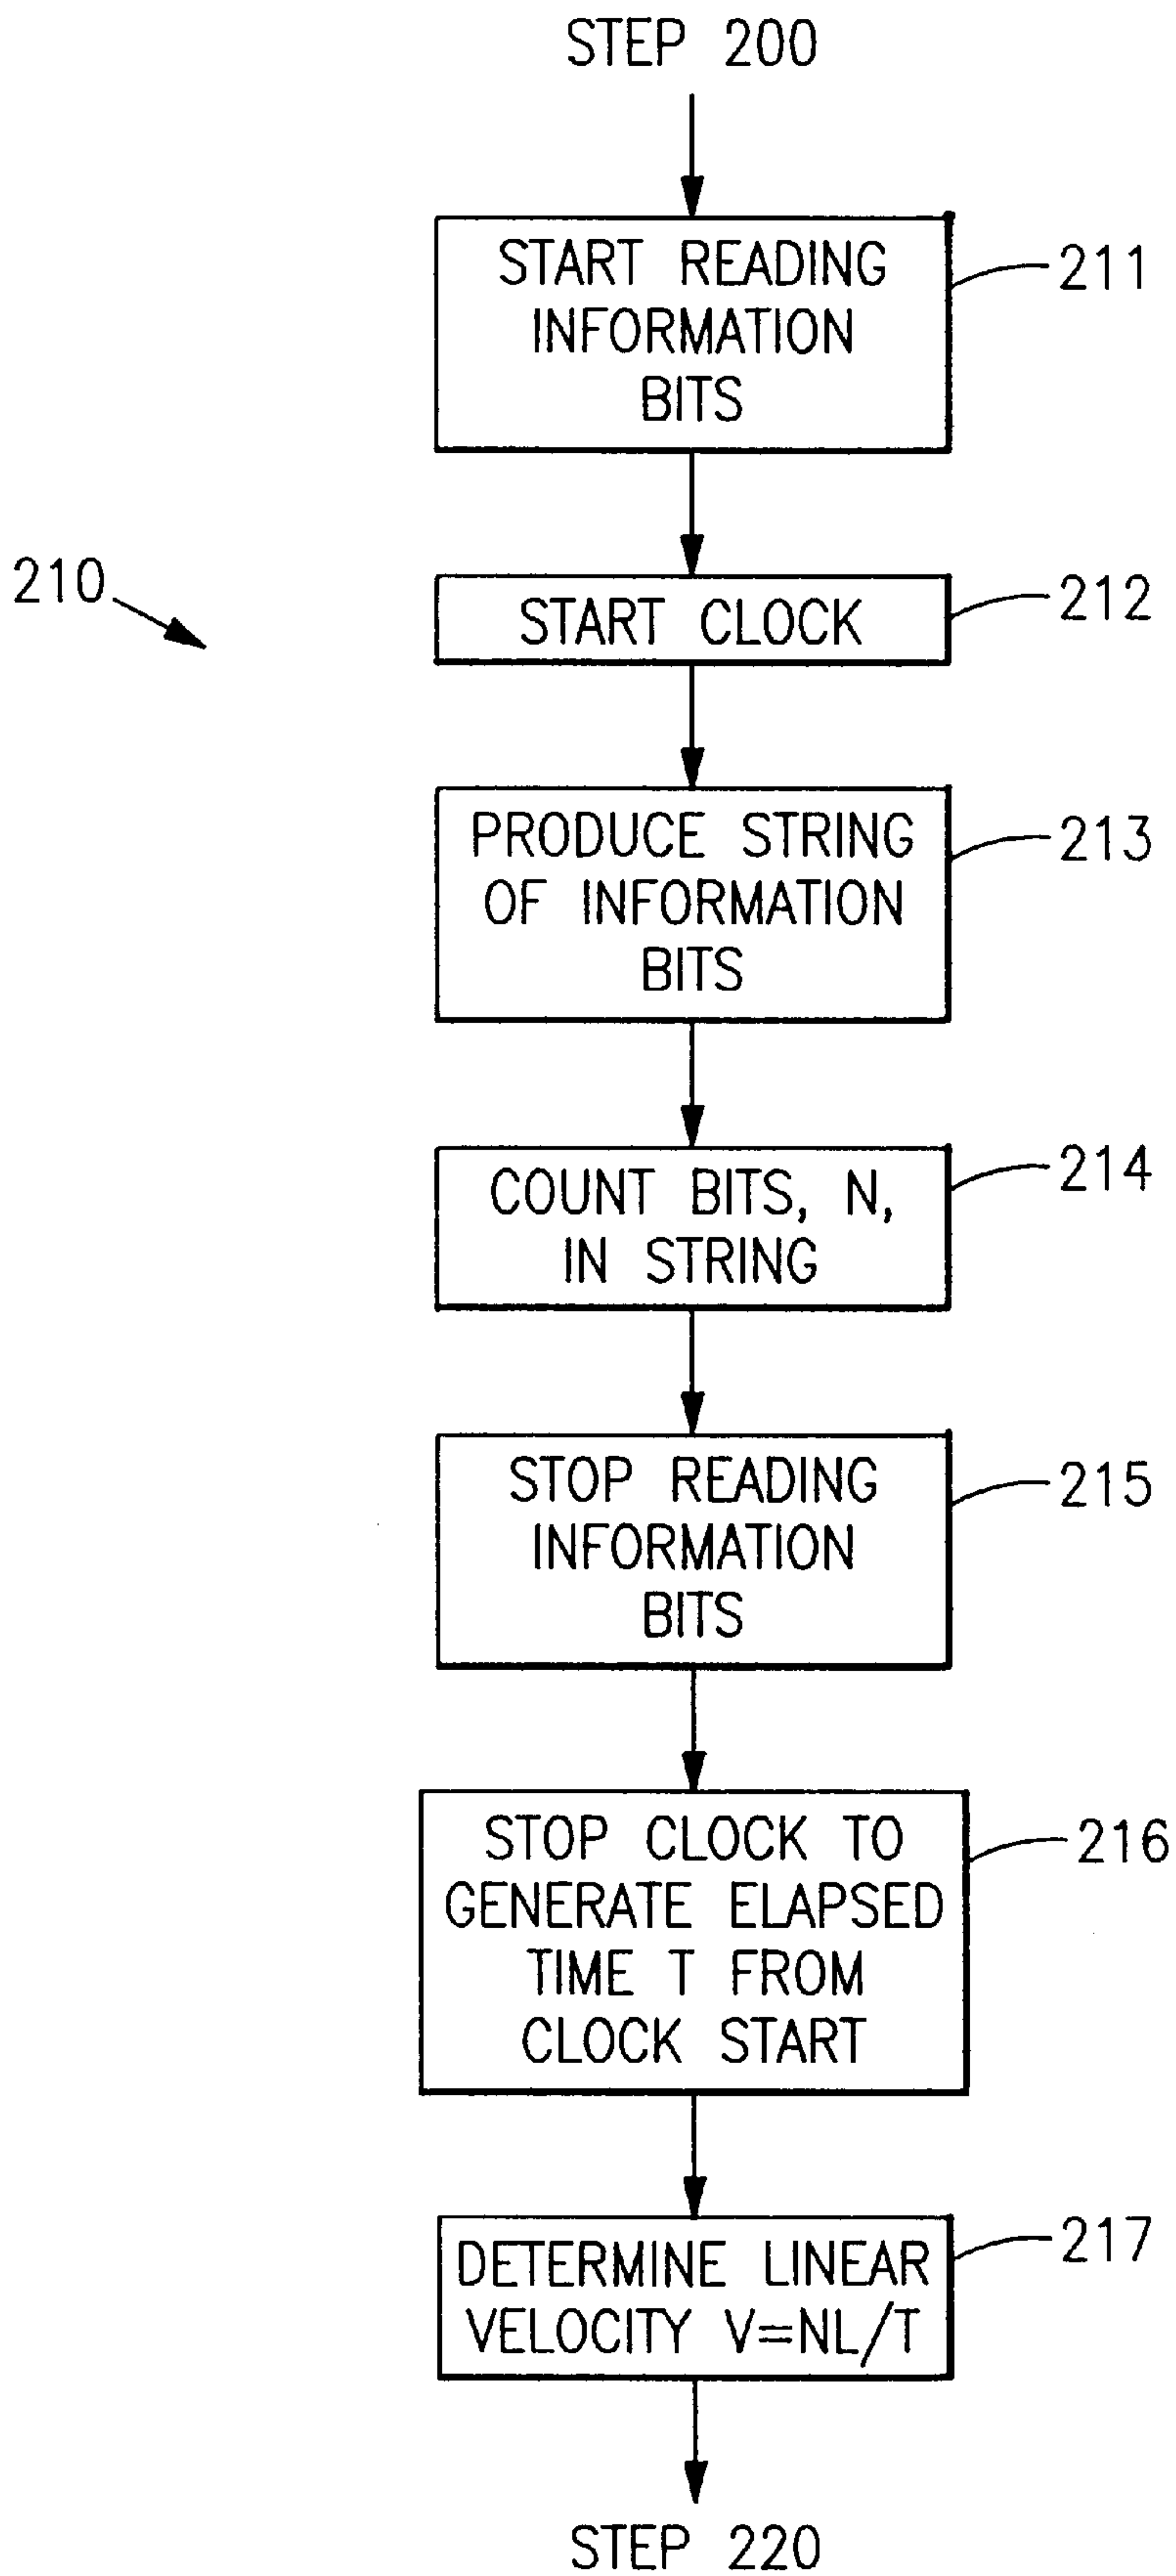 STEP 200
START READING
INFORMATION
BITS
211
210
START CLOCK
212
PRODUCE STRING
OF INFORMATION
BITS
213
COUNT BITS, N,
IN STRING
214
STOP READING
INFORMATION
BITS
215
STOP CLOCK TO
GENERATE ELAPSED
TIME T FROM
CLOCK START
216
DETERMINE LINEAR
VELOCITY V=NL/T
217
STEP 220